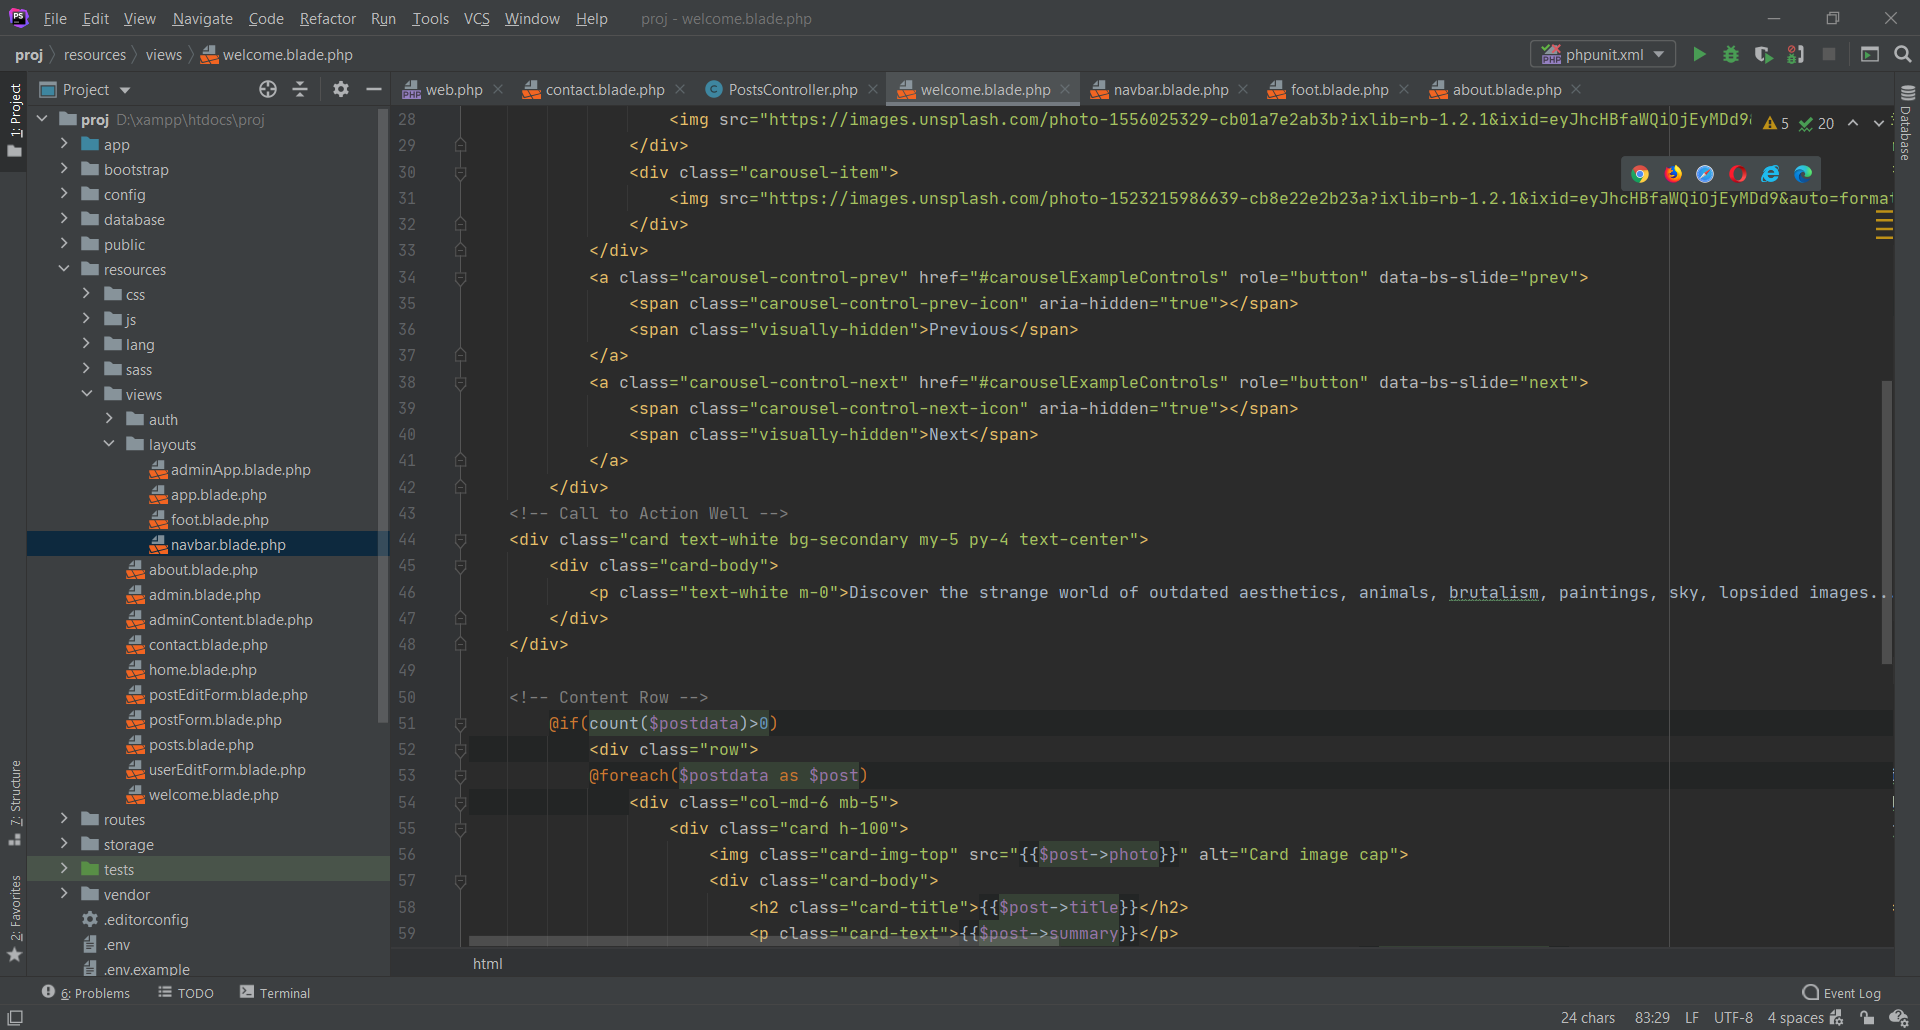 File Edit View Navigate Code Refactor Run Tools VCS Window Help proj - welcome.blade.php
proj resources views welcome.blade.php phpunit.xml
Project
web.php contact.blade.php PostsController.php welcome.blade.php navbar.blade.php foot.blade.php about.blade.php
1: Project
7: Structure
2: Favorites
Database
proj D:\xampp\htdocs\proj
app
bootstrap
config
database
public
resources
css
js
lang
sass
views
auth
layouts
adminApp.blade.php
app.blade.php
foot.blade.php
navbar.blade.php
about.blade.php
admin.blade.php
adminContent.blade.php
contact.blade.php
home.blade.php
postEditForm.blade.php
postForm.blade.php
posts.blade.php
userEditForm.blade.php
welcome.blade.php
routes
storage
tests
vendor
.editorconfig
.env
.env.example
5 20
28 <img src="https://images.unsplash.com/photo-1556025329-cb01a7e2ab3b?ixlib=rb-1.2.1&ixid=eyJhcHBfaWQiOjEyMDd9
29 </div>
30 <div class="carousel-item">
31 <img src="https://images.unsplash.com/photo-1523215986639-cb8e22e2b23a?ixlib=rb-1.2.1&ixid=eyJhcHBfaWQiOjEyMDd9&auto=format
32 </div>
33 </div>
34 <a class="carousel-control-prev" href="#carouselExampleControls" role="button" data-bs-slide="prev">
35 <span class="carousel-control-prev-icon" aria-hidden="true"></span>
36 <span class="visually-hidden">Previous</span>
37 </a>
38 <a class="carousel-control-next" href="#carouselExampleControls" role="button" data-bs-slide="next">
39 <span class="carousel-control-next-icon" aria-hidden="true"></span>
40 <span class="visually-hidden">Next</span>
41 </a>
42 </div>
43 <!-- Call to Action Well -->
44 <div class="card text-white bg-secondary my-5 py-4 text-center">
45 <div class="card-body">
46 <p class="text-white m-0">Discover the strange world of outdated aesthetics, animals, brutalism, paintings, sky, lopsided images..
47 </div>
48 </div>
49
50 <!-- Content Row -->
51 @if(count($postdata)>0)
52 <div class="row">
53 @foreach($postdata as $post)
54 <div class="col-md-6 mb-5">
55 <div class="card h-100">
56 <img class="card-img-top" src="{{$post->photo}}" alt="Card image cap">
57 <div class="card-body">
58 <h2 class="card-title">{{$post->title}}</h2>
59 <p class="card-text">{{$post->summary}}</p>
html
6: Problems TODO Terminal Event Log
24 chars 83:29 LF UTF-8 4 spaces